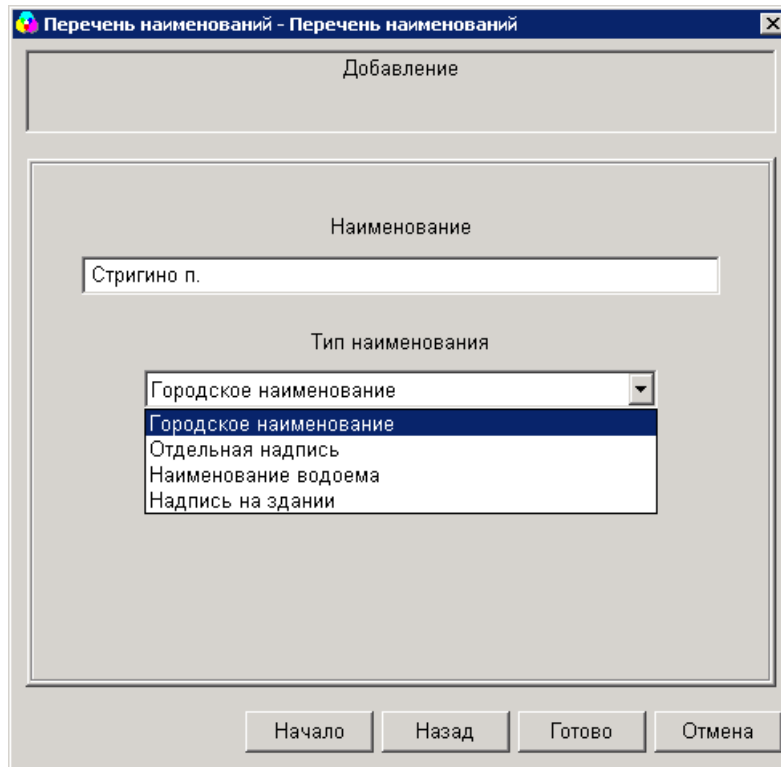 Перечень наименований - Перечень наименований
Добавление
Наименование
Стригино п.
Тип наименования
Городское наименование
Городское наименование
Отдельная надпись
Наименование водоема
Надпись на здании
Начало Назад Готово Отмена